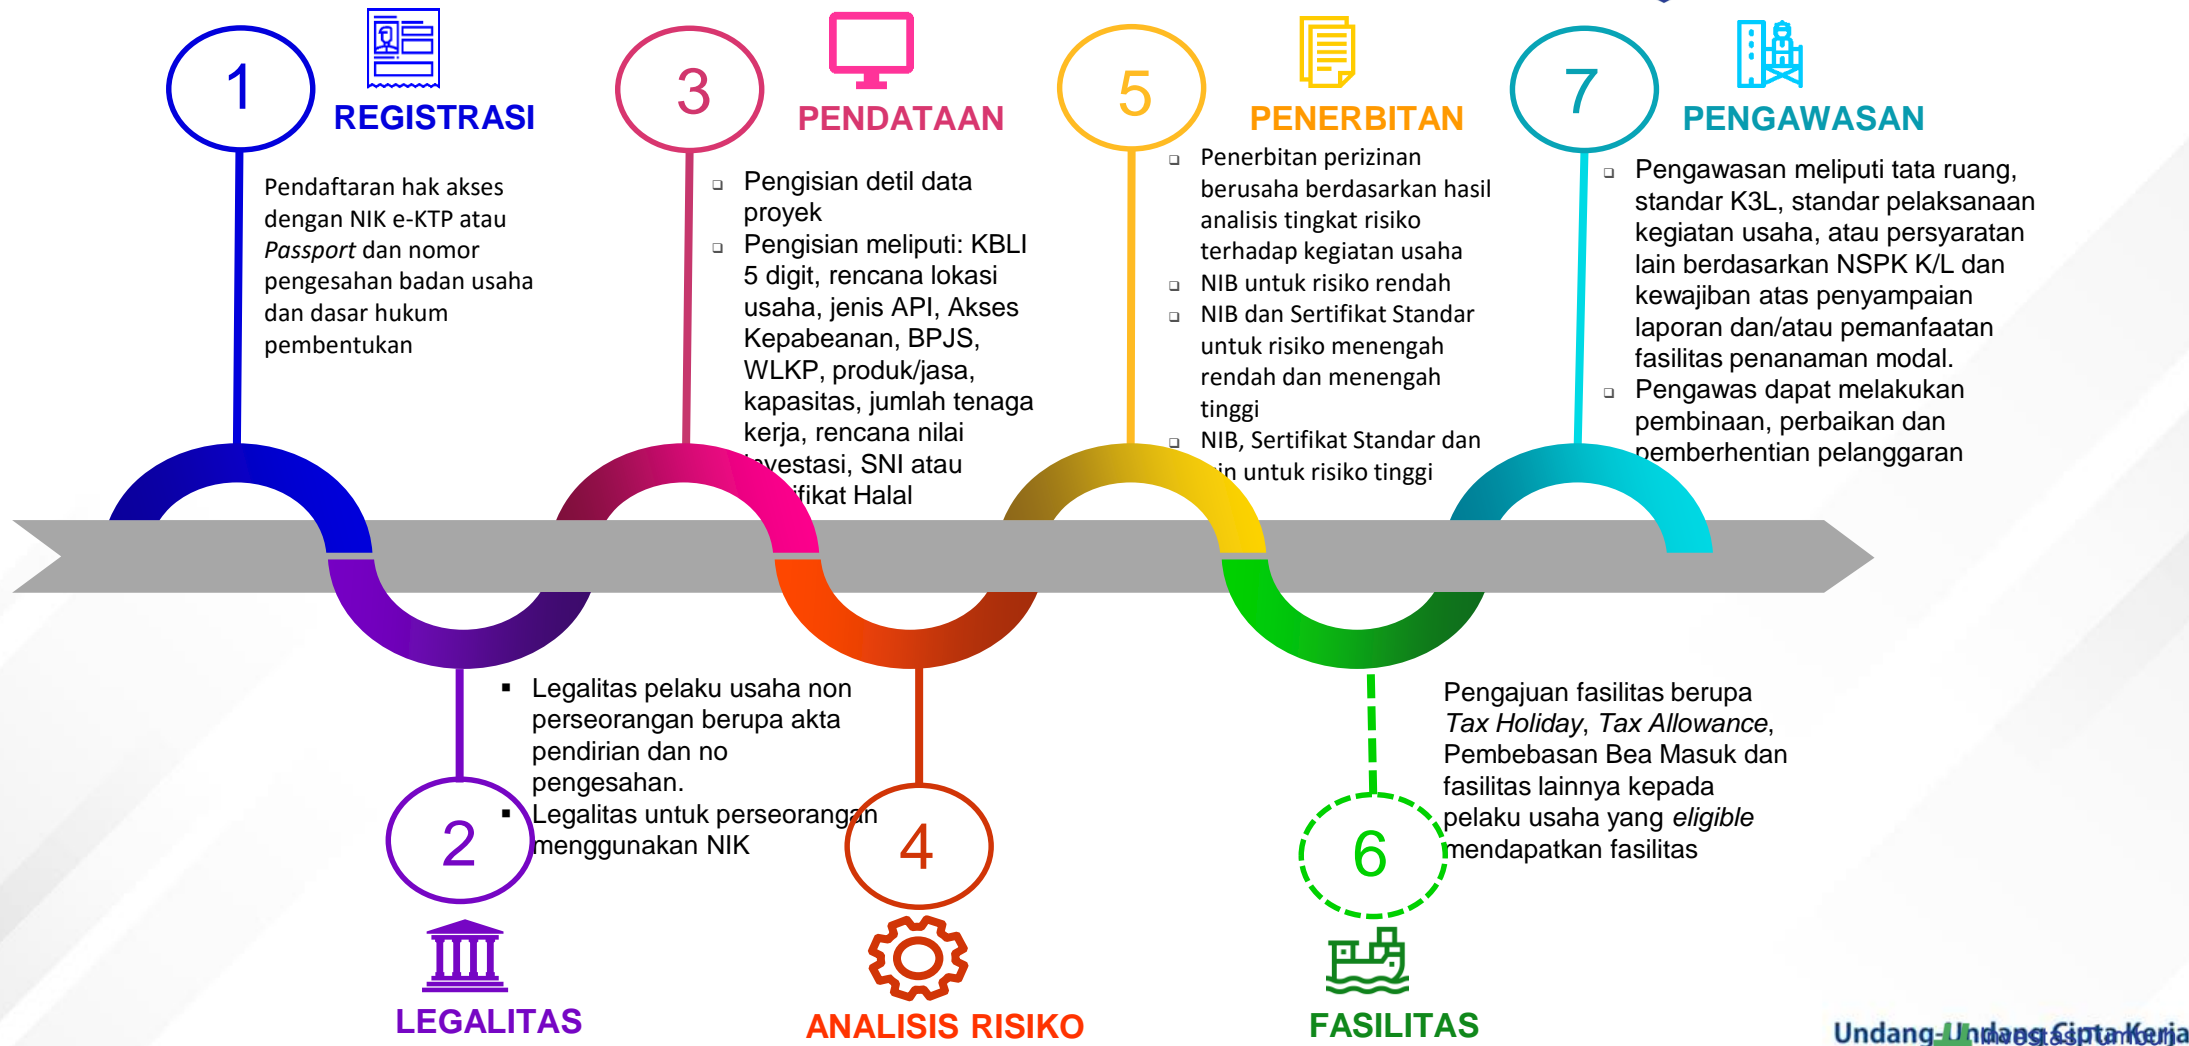 1
REGISTRASI
Pendaftaran hak akses
dengan NIK e-KTP atau
Passport dan nomor
pengesahan badan usaha
dan dasar hukum
pembentukan
3
PENDATAAN
Pengisian detil data
proyek
Pengisian meliputi: KBLI
5 digit, rencana lokasi
usaha, jenis API, Akses
Kepabeanan, BPJS,
WLKP, produk/jasa,
kapasitas, jumlah tenaga
kerja, rencana nilai
investasi, SNI atau
Halal
5
PENERBITAN
Penerbitan perizinan
berusaha berdasarkan hasil
analisis tingkat risiko
terhadap kegiatan usaha
NIB untuk risiko rendah
NIB dan Sertifikat Standar
untuk risiko menengah
rendah dan menengah
tinggi
NIB, Sertifikat Standar dan
untuk risiko tinggi
7
PENGAWASAN
Pengawasan meliputi tata ruang,
standar K3L, standar pelaksanaan
kegiatan usaha, atau persyaratan
lain berdasarkan NSPK K/L dan
kewajiban atas penyampaian
laporan dan/atau pemanfaatan
fasilitas penanaman modal.
Pengawas dapat melakukan
pembinaan, perbaikan dan
pemberhentian pelanggaran
Legalitas pelaku usaha non
perseorangan berupa akta
pendirian dan no
pengesahan.
Legalitas untuk perseorangan
menggunakan NIK
2
LEGALITAS
4
ANALISIS RISIKO
Pengajuan fasilitas berupa
Tax Holiday, Tax Allowance,
Pembebasan Bea Masuk dan
fasilitas lainnya kepada
pelaku usaha yang eligible
mendapatkan fasilitas
6
FASILITAS
Undang-Undang Cipta Kerja